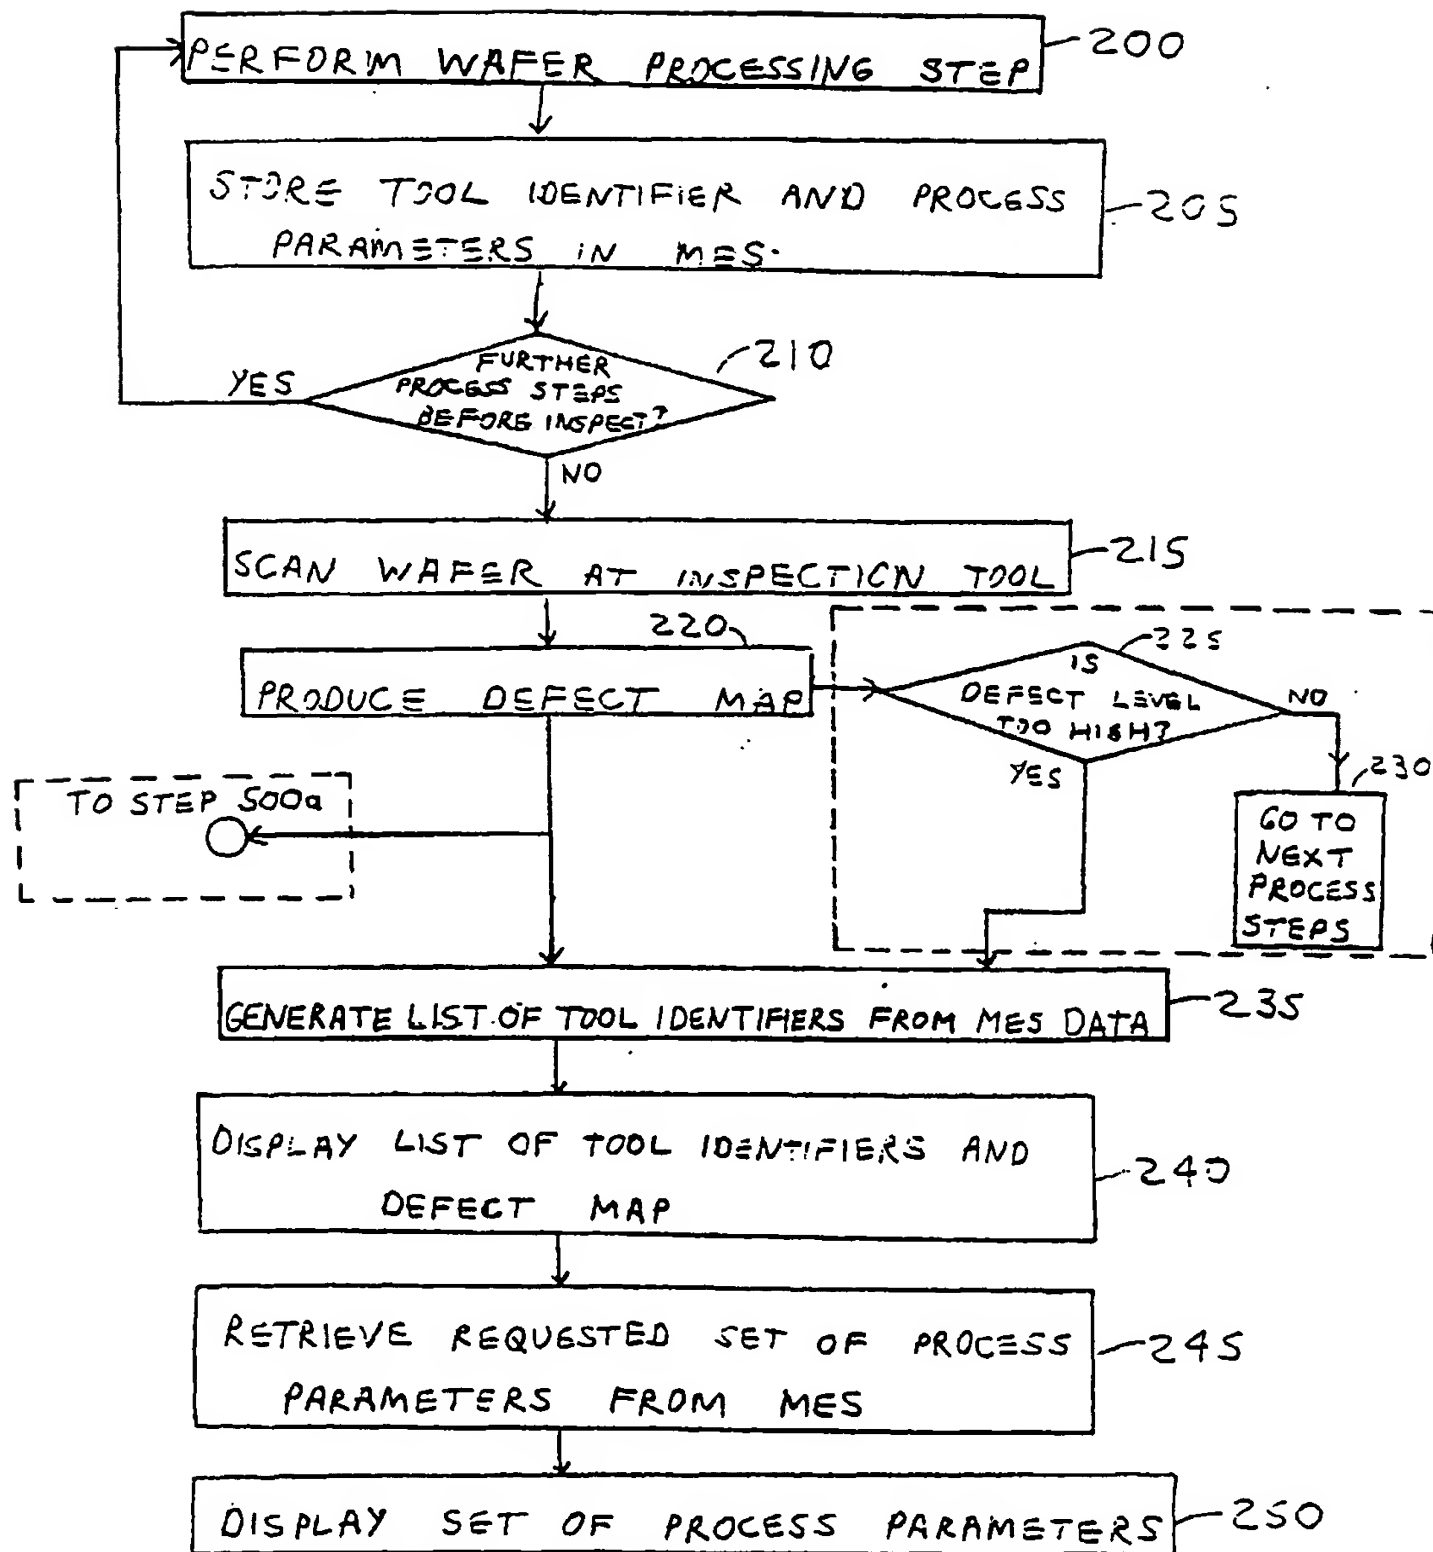 PERFORM WAFER PROCESSING STEP
200
STORE TOOL IDENTIFIER AND PROCESS
PARAMETERS IN MES.
205
FURTHER
PROCESS STEPS
BEFORE INSPECT?
210
YES
NO
SCAN WAFER AT INSPECTION TOOL
215
220
PRODUCE DEFECT MAP
225
IS
DEFECT LEVEL
TOO HIGH?
NO
YES
230
GO TO
NEXT
PROCESS
STEPS
TO STEP 500a
GENERATE LIST OF TOOL IDENTIFIERS FROM MES DATA
235
DISPLAY LIST OF TOOL IDENTIFIERS AND
DEFECT MAP
240
RETRIEVE REQUESTED SET OF PROCESS
PARAMETERS FROM MES
245
DISPLAY SET OF PROCESS PARAMETERS
250